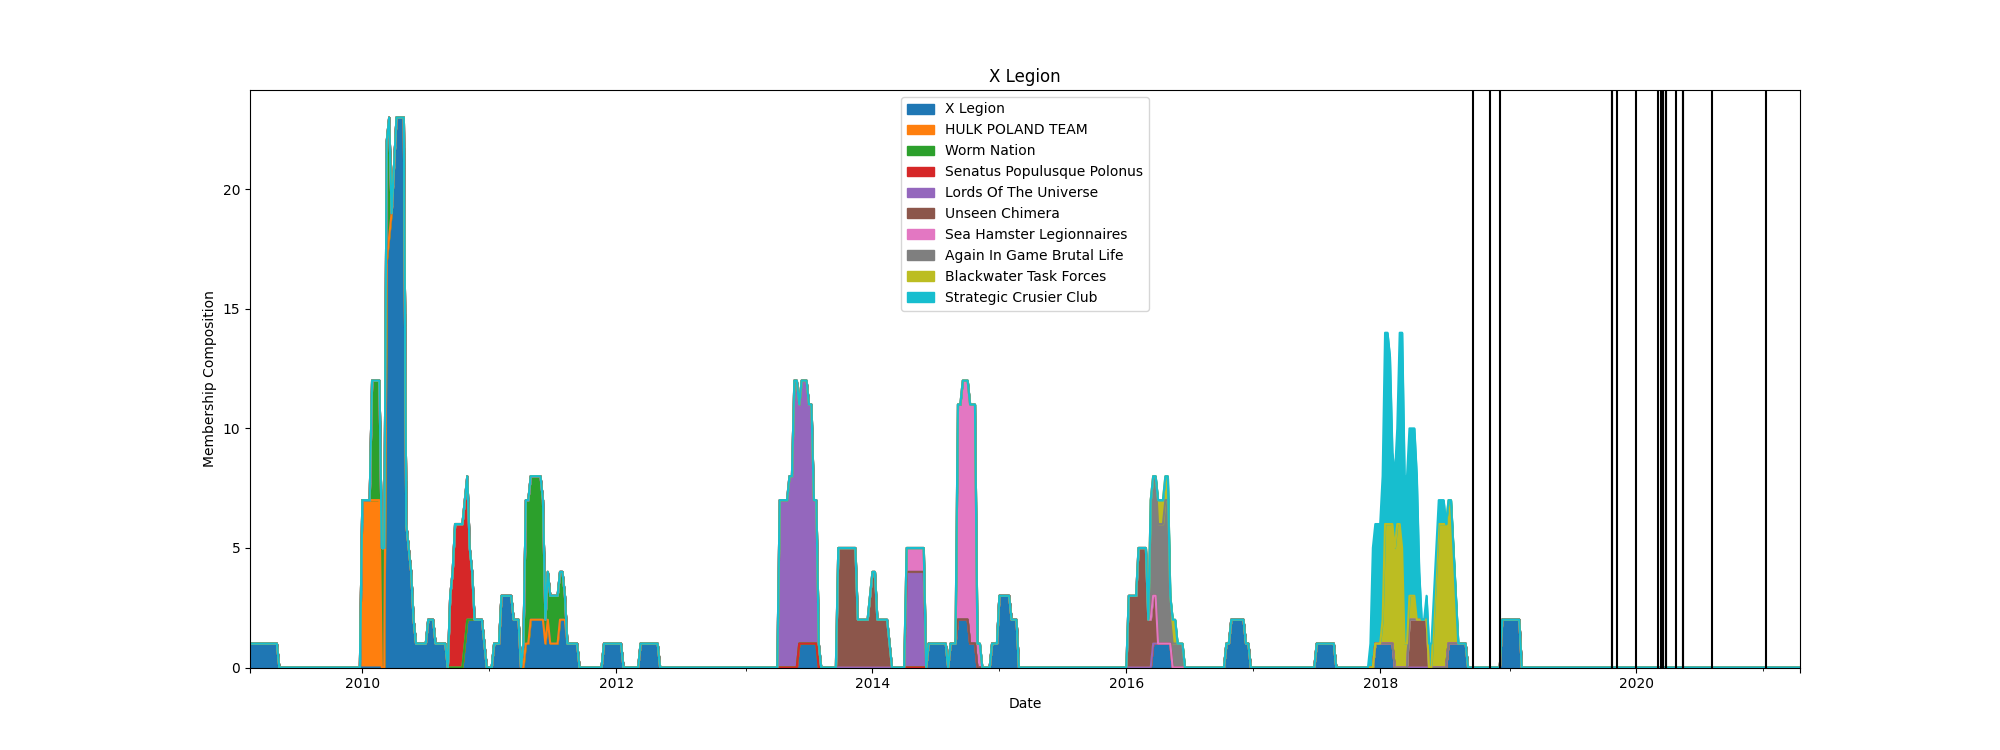 X Legion
X Legion
HULK POLAND TEAM
Worm Nation
Senatus Populusque Polonus
Lords Of The Universe
Unseen Chimera
Sea Hamster Legionnaires
Again In Game Brutal Life
Blackwater Task Forces
Strategic Crusier Club
Membership Composition
20
15
10
5
0
2010 2012 2014 2016 2018 2020
Date